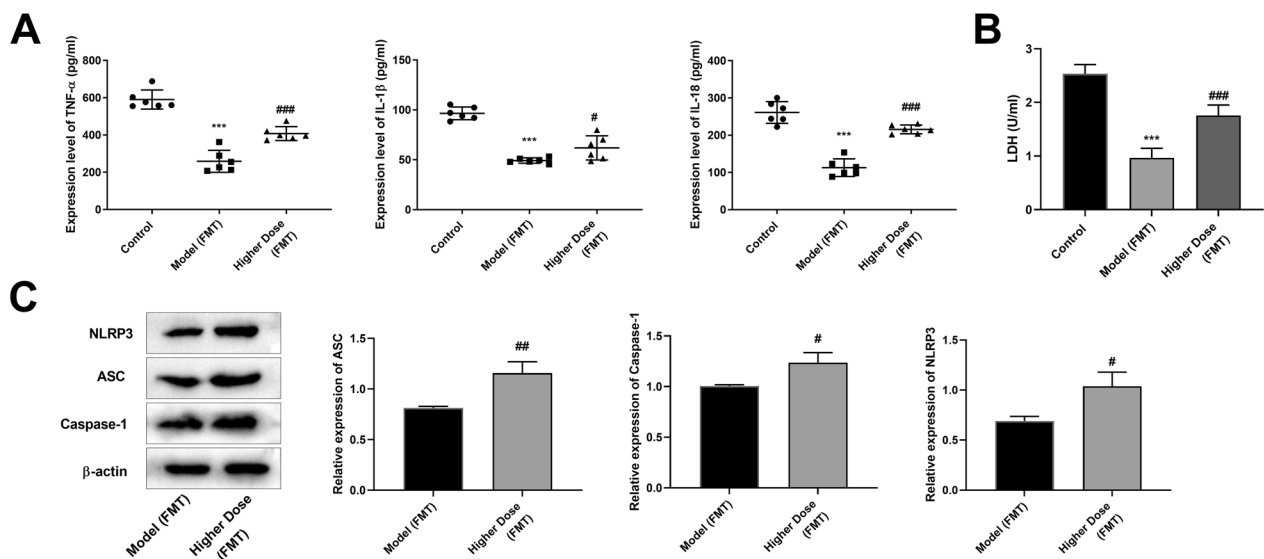 A
Expression level of TNF-α (pg/ml)
800
600
400
200
0
***
###
Control
Model (FMT)
Higher Dose
(FMT)
Expression level of IL-1β (pg/ml)
150
100
50
0
***
#
Control
Model (FMT)
Higher Dose
(FMT)
Expression level of IL-18 (pg/ml)
400
300
200
100
0
***
###
Control
Model (FMT)
Higher Dose
(FMT)
B
LDH (U/ml)
3
2
1
0
***
###
Control
Model (FMT)
Higher Dose
(FMT)
C
NLRP3
ASC
Caspase-1
β-actin
Model (FMT)
Higher Dose
(FMT)
Relative expression of ASC
1.5
1.0
0.5
0.0
##
Model (FMT)
Higher Dose
(FMT)
Relative expression of Caspase-1
1.5
1.0
0.5
0.0
#
Model (FMT)
Higher Dose
(FMT)
Relative expression of NLRP3
1.5
1.0
0.5
0.0
#
Model (FMT)
Higher Dose
(FMT)